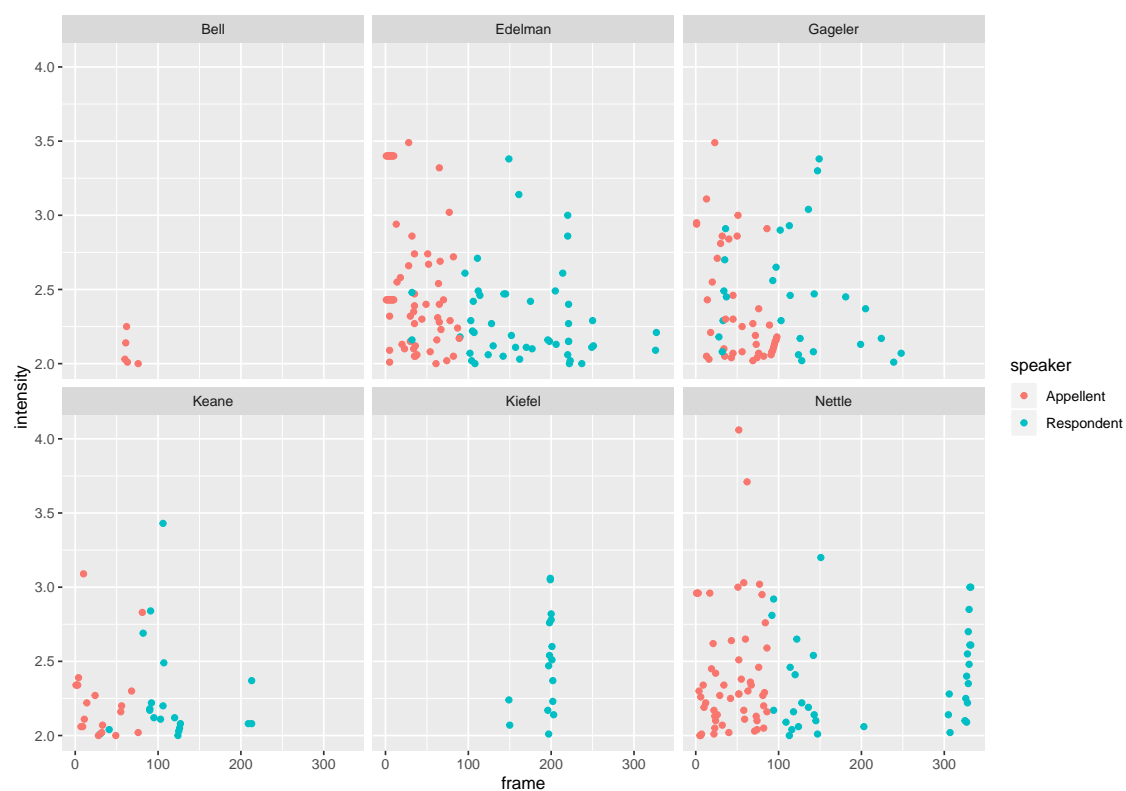 Bell
Edelman
Gageler
4.0
3.5
3.0
2.5
2.0
Keane
Kiefel
Nettle
4.0
3.5
3.0
2.5
2.0
0 100 200 300
0 100 200 300
0 100 200 300
frame
intensity
speaker
Appellent
Respondent